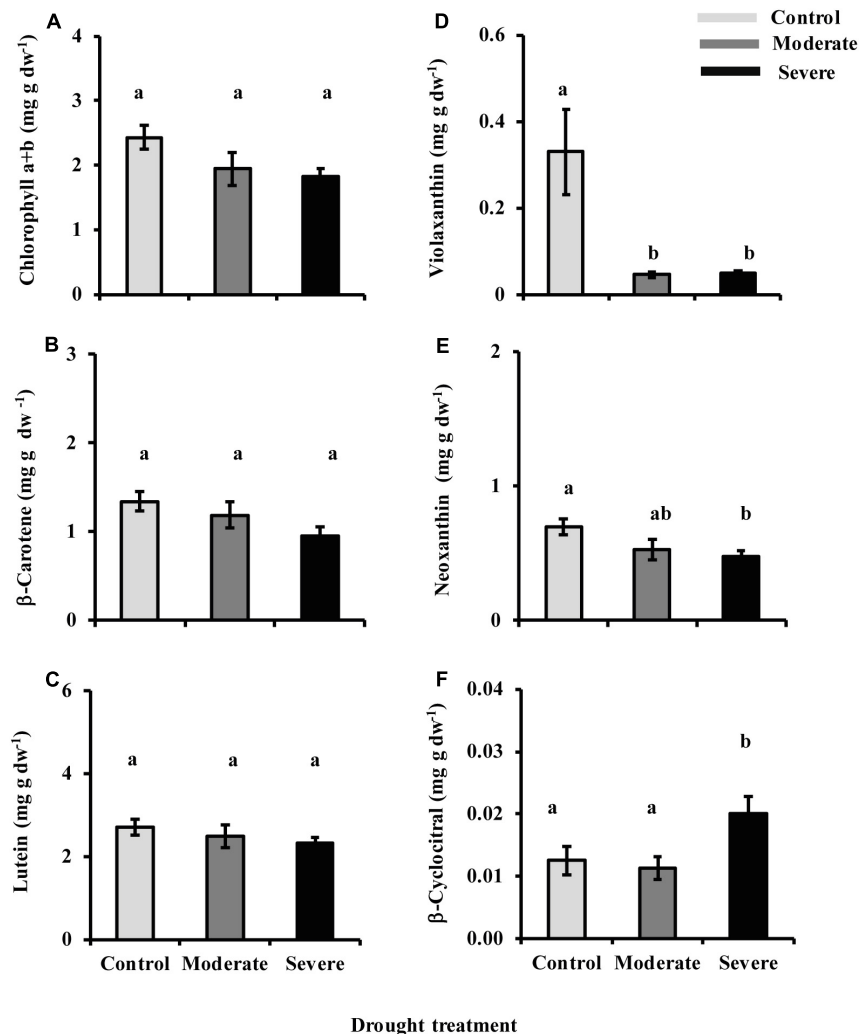 A
Chlorophyll a+b (mg g dw-1)
4
3
2
1
0
a a a
B
β-Carotene (mg g dw -1)
3
2
1
0
a a a
C
Lutein (mg g dw-1)
6
4
2
0
a a a
Control Moderate Severe
D
Control
Moderate
Severe
Violaxanthin (mg g dw-1)
0.6
0.4
0.2
0
a
b b
E
Neoxanthin (mg g dw-1)
2
1
0
a
ab b
F
β-Cyclocitral (mg g dw-1)
0.04
0.03
0.02
0.01
0.00
b
a a
Control Moderate Severe
Drought treatment